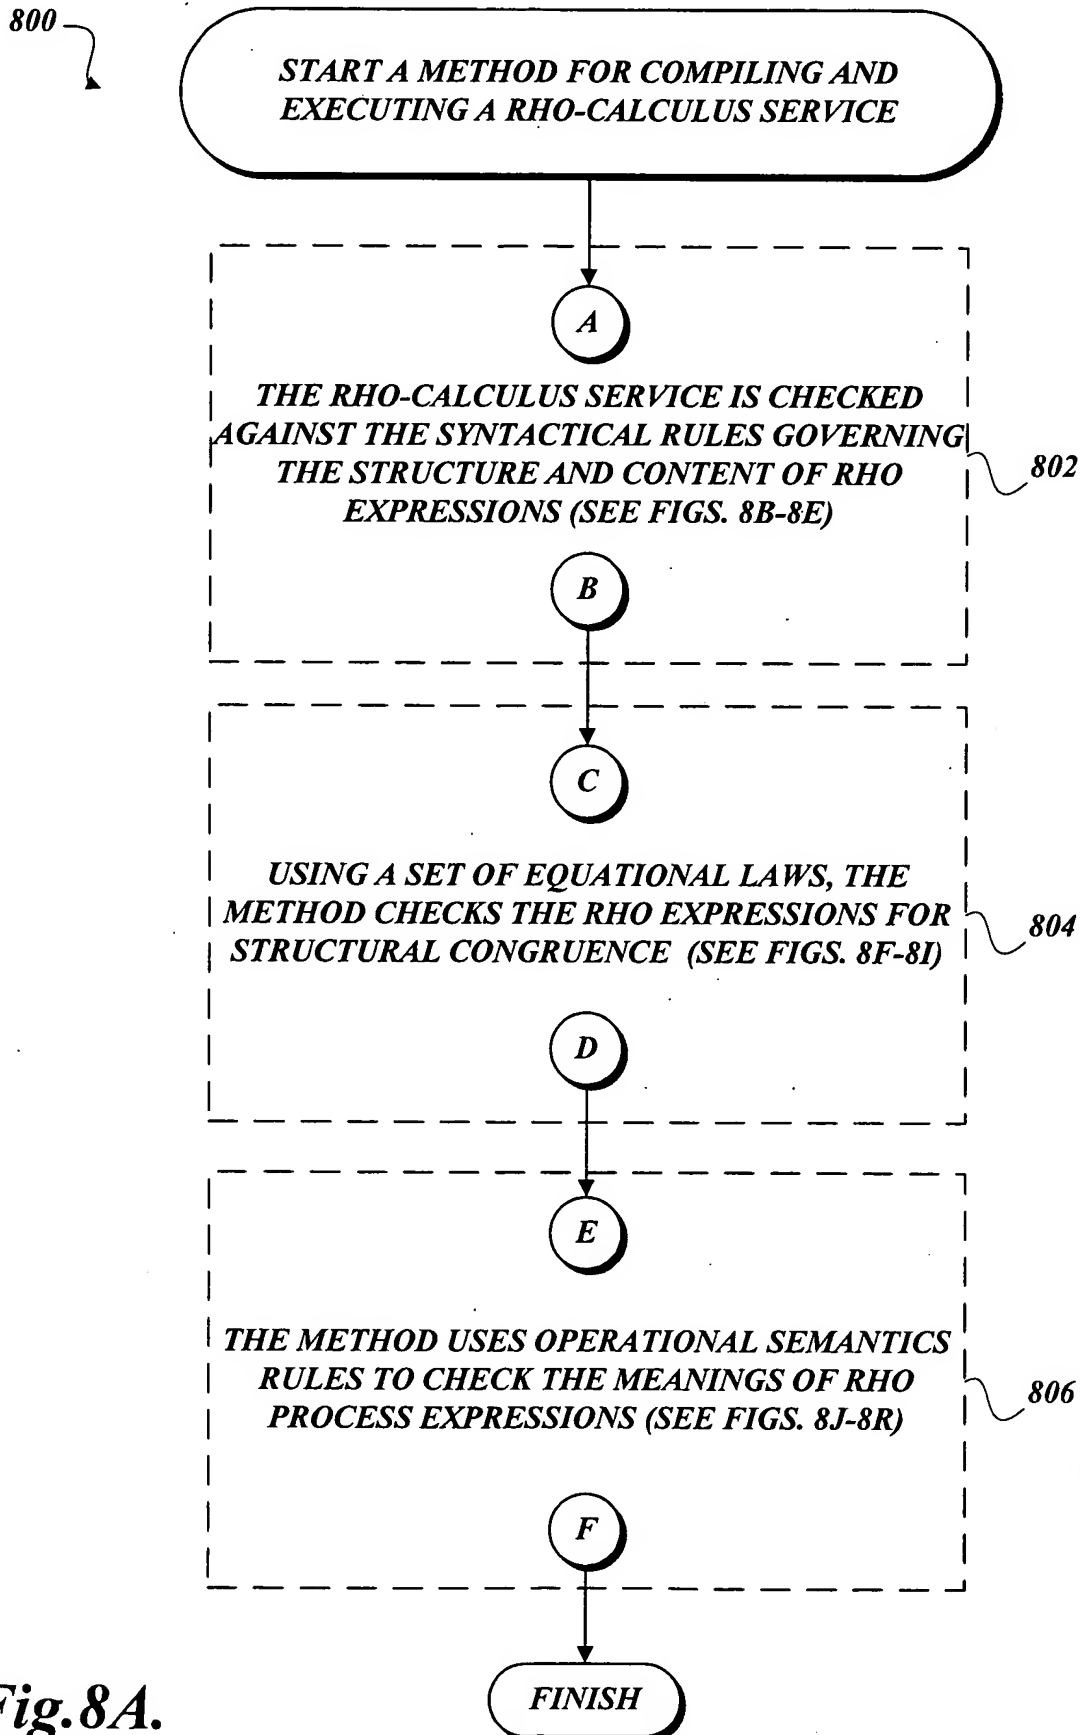 800
START A METHOD FOR COMPILING AND
EXECUTING A RHO-CALCULUS SERVICE
A
THE RHO-CALCULUS SERVICE IS CHECKED
AGAINST THE SYNTACTICAL RULES GOVERNING
THE STRUCTURE AND CONTENT OF RHO
EXPRESSIONS (SEE FIGS. 8B-8E)
802
B
C
USING A SET OF EQUATIONAL LAWS, THE
METHOD CHECKS THE RHO EXPRESSIONS FOR
STRUCTURAL CONGRUENCE (SEE FIGS. 8F-8I)
804
D
E
THE METHOD USES OPERATIONAL SEMANTICS
RULES TO CHECK THE MEANINGS OF RHO
PROCESS EXPRESSIONS (SEE FIGS. 8J-8R)
806
F
FINISH
Fig.8A.